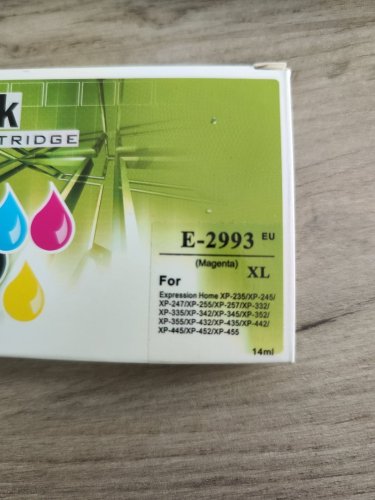 k
TRIDGE
E-2993 EU
(Magenta) XL
For
Expression Home XP-235/XP-245/
XP-247/XP-255/XP-257/XP-332/
XP-335/XP-342/XP-345/XP-352/
XP-355/XP-432/XP-435/XP-442/
XP-445/XP-452/XP-455
14ml